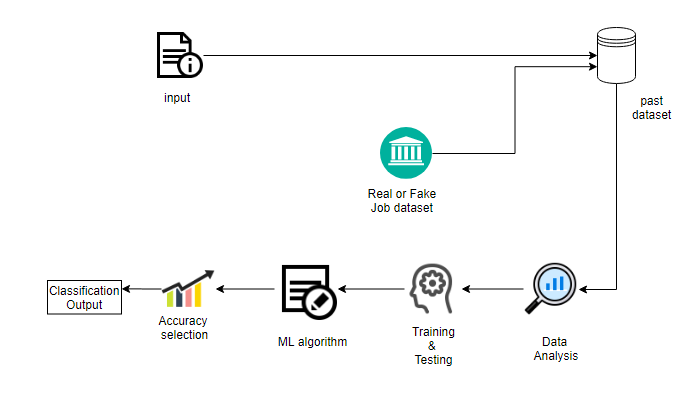 input
past
dataset
Real or Fake
Job dataset
Classification
Output
Accuracy
selection
ML algorithm
Training
&
Testing
Data
Analysis